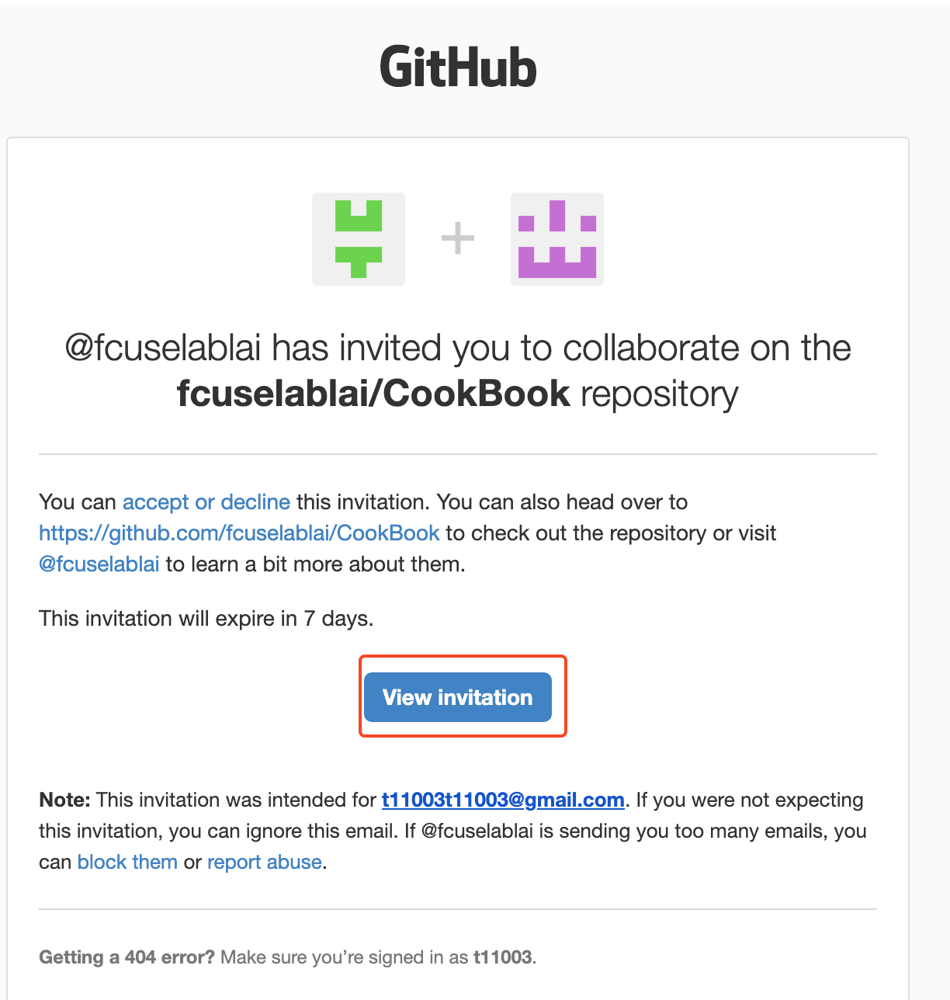 GitHub
@fcuselablai has invited you to collaborate on the
fcuselablai/CookBook repository
You can accept or decline this invitation. You can also head over to
https://github.com/fcuselablai/CookBook to check out the repository or visit
@fcuselablai to learn a bit more about them.
This invitation will expire in 7 days.
View invitation
Note: This invitation was intended for t11003t11003@gmail.com. If you were not expecting
this invitation, you can ignore this email. If @fcuselablai is sending you too many emails, you
can block them or report abuse.
Getting a 404 error? Make sure you’re signed in as t11003.